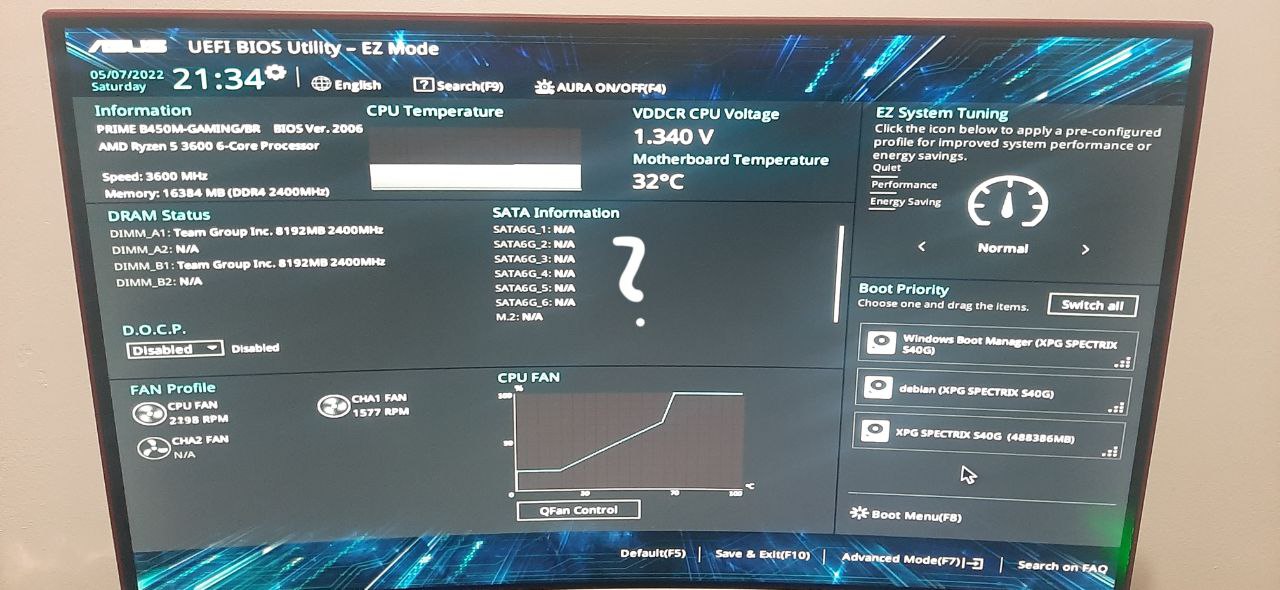 ASUS UEFI BIOS Utility – EZ Mode
05/07/2022 21:34 English Search(F9) AURA ON/OFF(F4)
Saturday
Information
PRIME B450M-GAMING/BR BIOS Ver. 2006
AMD Ryzen 5 3600 6-Core Processor
Speed: 3600 MHz
Memory: 16384 MB (DDR4 2400MHz)
CPU Temperature
VDDCR CPU Voltage
1.340 V
Motherboard Temperature
32°C
EZ System Tuning
Click the icon below to apply a pre-configured
profile for improved system performance or
energy savings.
Quiet
Performance
Energy Saving
< Normal >
DRAM Status
DIMM_A1: Team Group Inc. 8192MB 2400MHz
DIMM_A2: N/A
DIMM_B1: Team Group Inc. 8192MB 2400MHz
DIMM_B2: N/A
SATA Information
SATA6G_1: N/A
SATA6G_2: N/A
SATA6G_3: N/A
SATA6G_4: N/A
SATA6G_5: N/A
SATA6G_6: N/A
M.2: N/A
?
D.O.C.P.
Disabled Disabled
Boot Priority
Choose one and drag the items.
Switch all
Windows Boot Manager (XPG SPECTRIX
S40G)
debian (XPG SPECTRIX S40G)
XPG SPECTRIX S40G (488386MB)
Boot Menu(F8)
FAN Profile
CPU FAN
2198 RPM
CHA1 FAN
1577 RPM
CHA2 FAN
N/A
CPU FAN
%
100
50
0 30 70 100
°C
QFan Control
Default(F5) Save & Exit(F10) Advanced Mode(F7) Search on FAQ